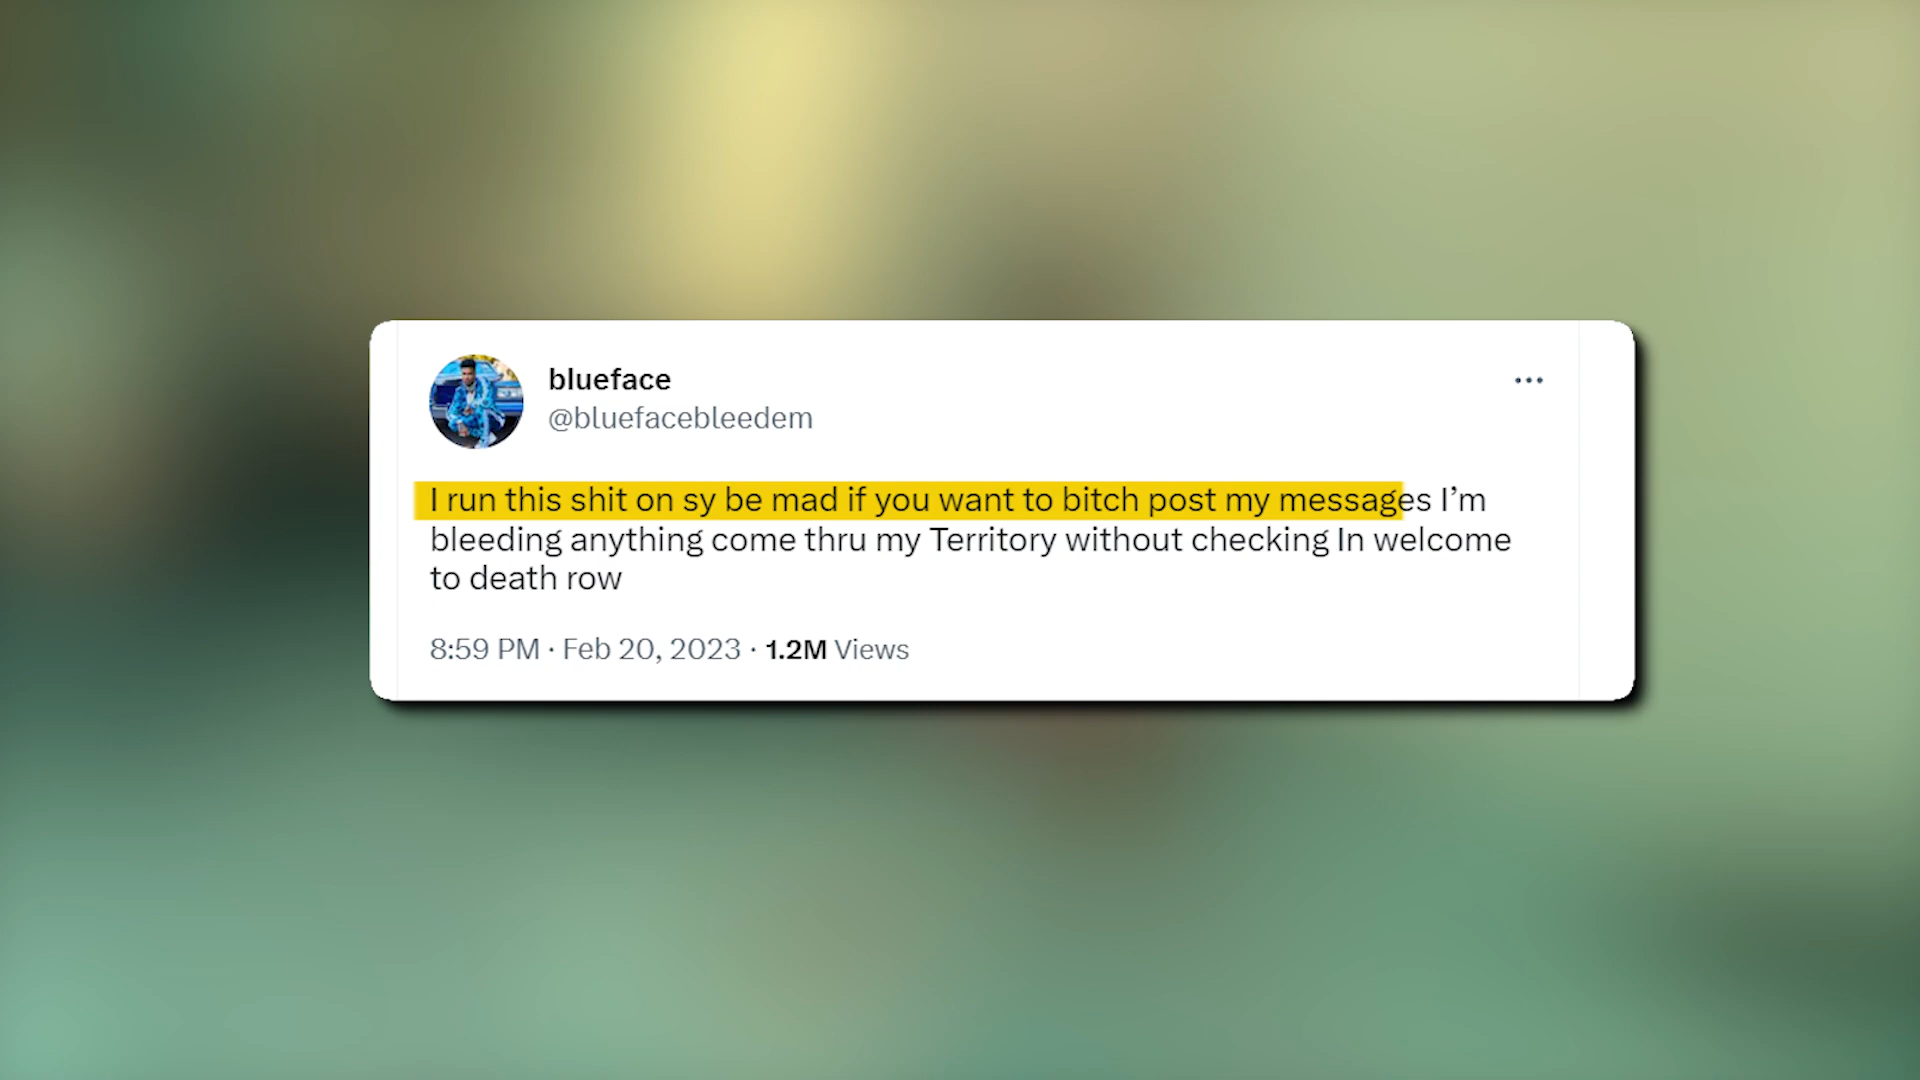 blueface
@bluefacebleedem
I run this shit on sy be mad if you want to bitch post my messages I’m
bleeding anything come thru my Territory without checking In welcome
to death row
8:59 PM · Feb 20, 2023 · 1.2M Views